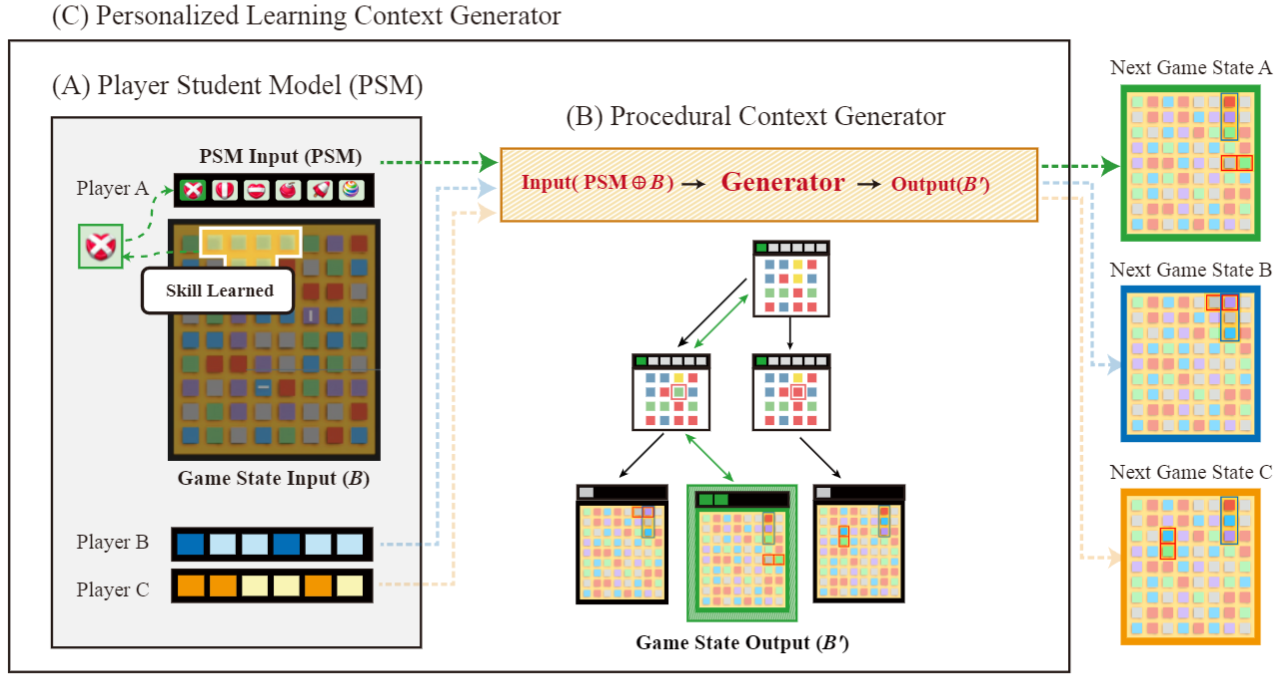 (C) Personalized Learning Context Generator
(A) Player Student Model (PSM)
PSM Input (PSM)
Player A
Skill Learned
Game State Input (B)
Player B
Player C
(B) Procedural Context Generator
Input( PSM ⊕ B) → Generator → Output(B′)
Game State Output (B′)
Next Game State A
Next Game State B
Next Game State C